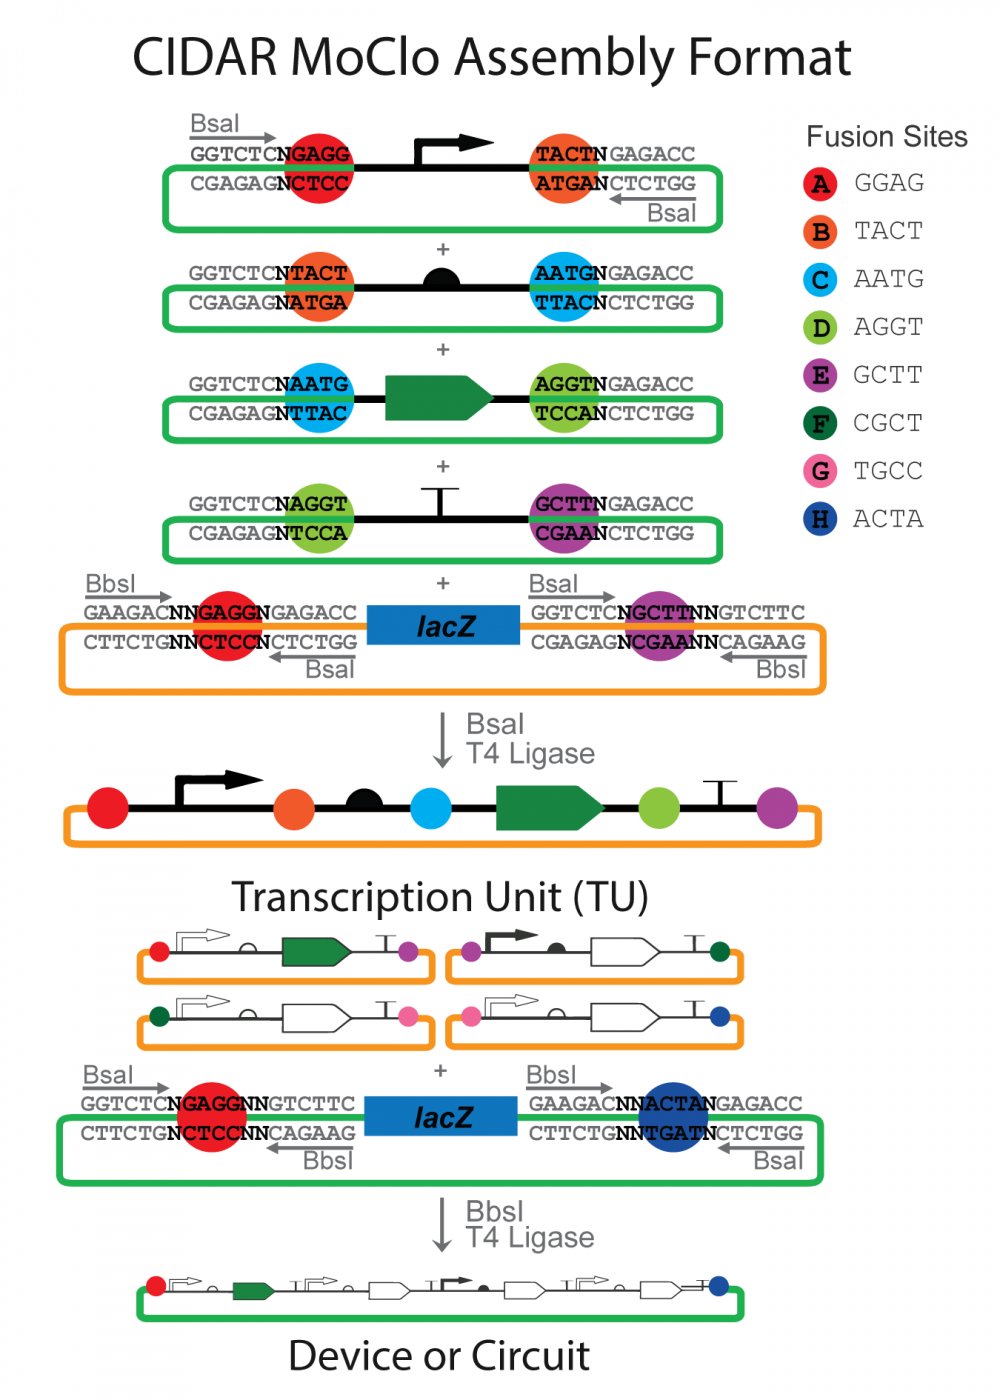 CIDAR MoClo Assembly Format
BsaI
GGTCTCNGAGG TACTNGAGACC
CGAGAGNCTCC ATGANCTCTGG
BsaI
+
GGTCTCNTACT AATGNGAGACC
CGAGAGNATGA TTACNCTCTGG
+
GGTCTCNAATG AGGTNGAGACC
CGAGAGNTTAC TCCANCTCTGG
+
GGTCTCNAGGT GCTTNGAGACC
CGAGAGNTCCA CGAANCTCTGG
+
Fusion Sites
A GGAG
B TACT
C AATG
D AGGT
E GCTT
F CGCT
G TGCC
H ACTA
BbsI BsaI
GAAGACNNGAGGNGAGACC lacZ GGTCTCNGCTTNNGTCTTC
CTTCTGNNCTCCNCTCTGG CGAGAGNCGAANNCAGAAG
BsaI BbsI
BsaI
T4 Ligase
Transcription Unit (TU)
+
BsaI BbsI
GGTCTCNGAGGNNGTCTTC lacZ GAAGACNNACTANGAGACC
CTTCTGNCTCCNNCAGAAG CTTCTGNNTGATNCTCTGG
BbsI BsaI
BbsI
T4 Ligase
Device or Circuit